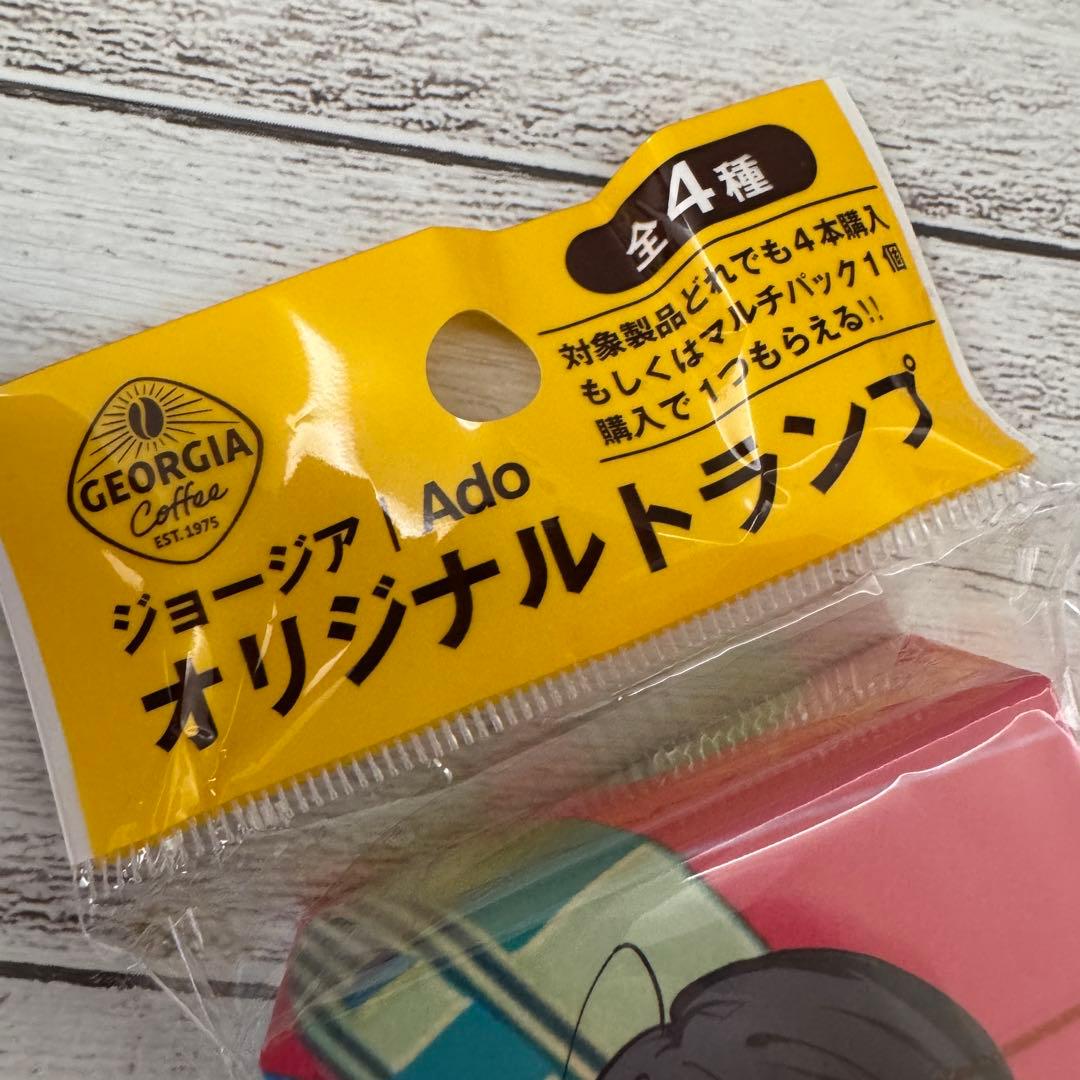 全4種
対象製品どれでも4本購入
もしくはマルチパック1個
購入で1つもらえる!!
GEORGIA
Coffee
EST.1975
ジョージア | Ado
オリジナルトランプ